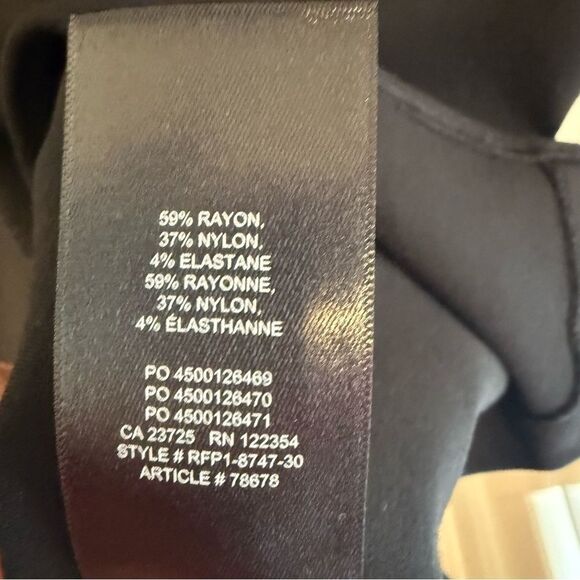 59% RAYON,
37% NYLON,
4% ELASTANE
59% RAYONNE,
37% NYLON,
4% ÉLASTHANNE
PO 4500126469
PO 4500126470
PO 4500126471
CA 23725 RN 122354
STYLE # RFP1-8747-30
ARTICLE # 78678